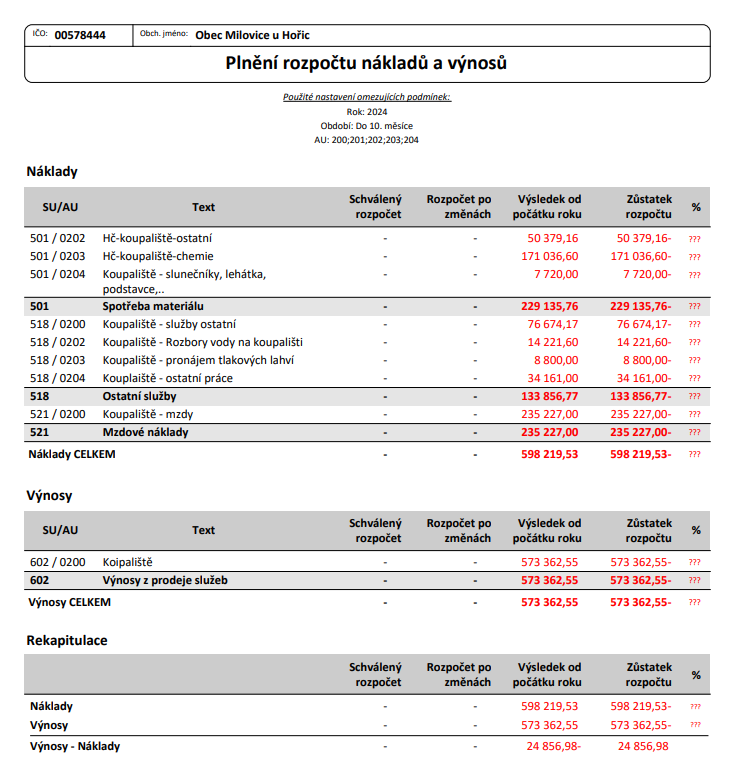 IČO: 00578444 Obch. jméno: Obec Milovice u Hořic
Plnění rozpočtu nákladů a výnosů
Použité nastavení omezujících podmínek:
Rok: 2024
Období: Do 10. měsíce
AU: 200;201;202;203;204
Náklady
SU/AU Text Schválený rozpočet Rozpočet po změnách Výsledek od počátku roku Zůstatek rozpočtu %
501 / 0202 Hč-koupaliště-ostatní - - 50 379,16 50 379,16- ???
501 / 0203 Hč-koupaliště-chemie - - 171 036,60 171 036,60- ???
501 / 0204 Koupaliště - slunečníky, lehátka, - - 7 720,00 7 720,00- ???
podstavce,..
501 Spotřeba materiálu - - 229 135,76 229 135,76- ???
518 / 0200 Koupaliště - služby ostatní - - 76 674,17 76 674,17- ???
518 / 0202 Koupaliště - Rozbory vody na koupališti - - 14 221,60 14 221,60- ???
518 / 0203 Koupaliště - pronájem tlakových lahví - - 8 800,00 8 800,00- ???
518 / 0204 Kouplaiště - ostatní práce - - 34 161,00 34 161,00- ???
518 Ostatní služby - - 133 856,77 133 856,77- ???
521 / 0200 Koupaliště - mzdy - - 235 227,00 235 227,00- ???
521 Mzdové náklady - - 235 227,00 235 227,00- ???
Náklady CELKEM - - 598 219,53 598 219,53- ???
Výnosy
SU/AU Text Schválený rozpočet Rozpočet po změnách Výsledek od počátku roku Zůstatek rozpočtu %
602 / 0200 Koipaliště - - 573 362,55 573 362,55- ???
602 Výnosy z prodeje služeb - - 573 362,55 573 362,55- ???
Výnosy CELKEM - - 573 362,55 573 362,55- ???
Rekapitulace
Schválený rozpočet Rozpočet po změnách Výsledek od počátku roku Zůstatek rozpočtu %
Náklady - - 598 219,53 598 219,53- ???
Výnosy - - 573 362,55 573 362,55- ???
Výnosy - Náklady - - 24 856,98- 24 856,98